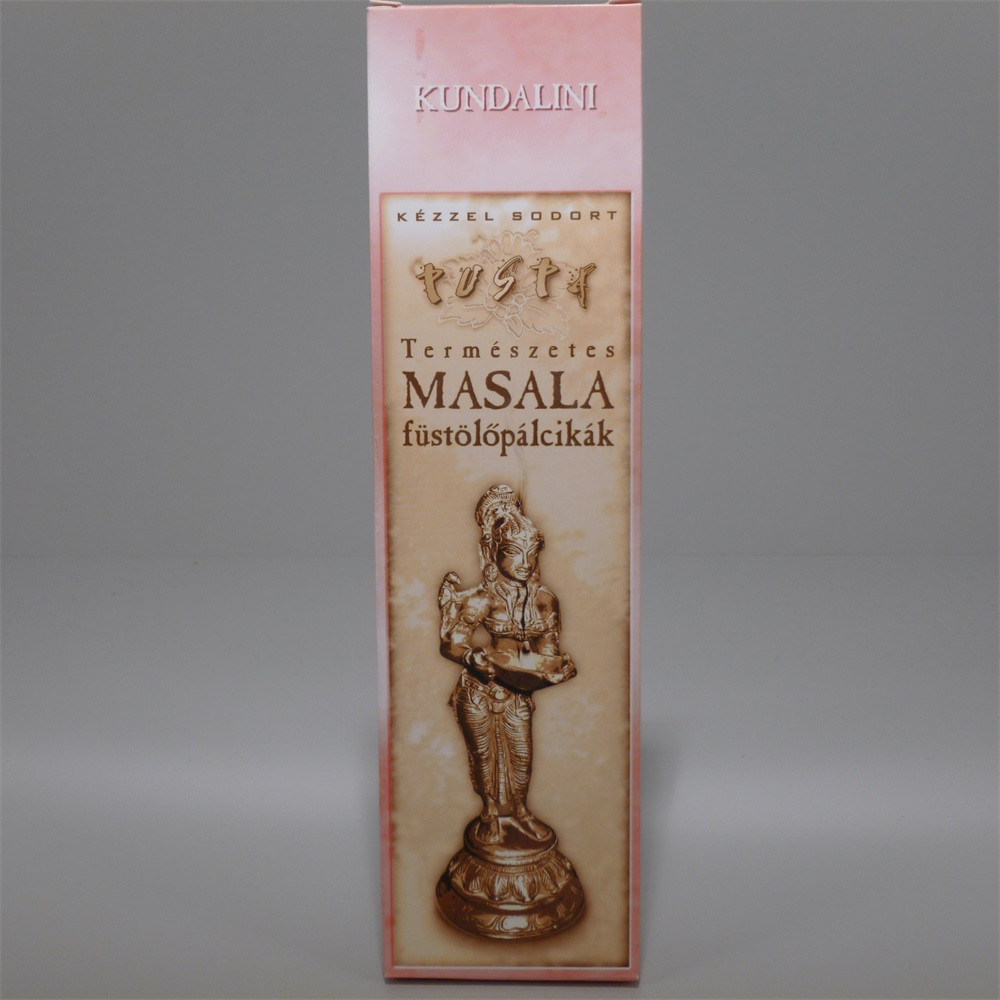 KUNDALINI
KÉZZEL SODORT
PUSPA
Természetes
MASALA
füstölőpálcikák